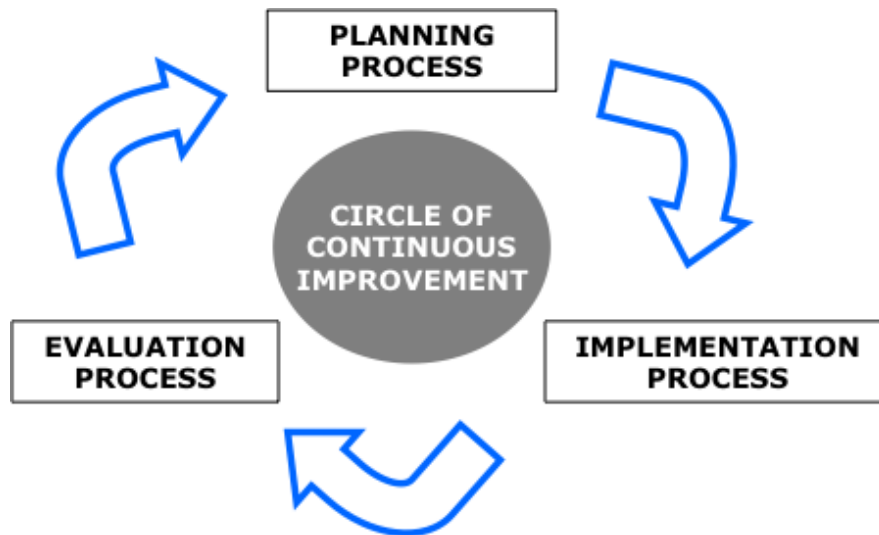 PLANNING
PROCESS
CIRCLE OF
CONTINUOUS
IMPROVEMENT
EVALUATION
PROCESS
IMPLEMENTATION
PROCESS